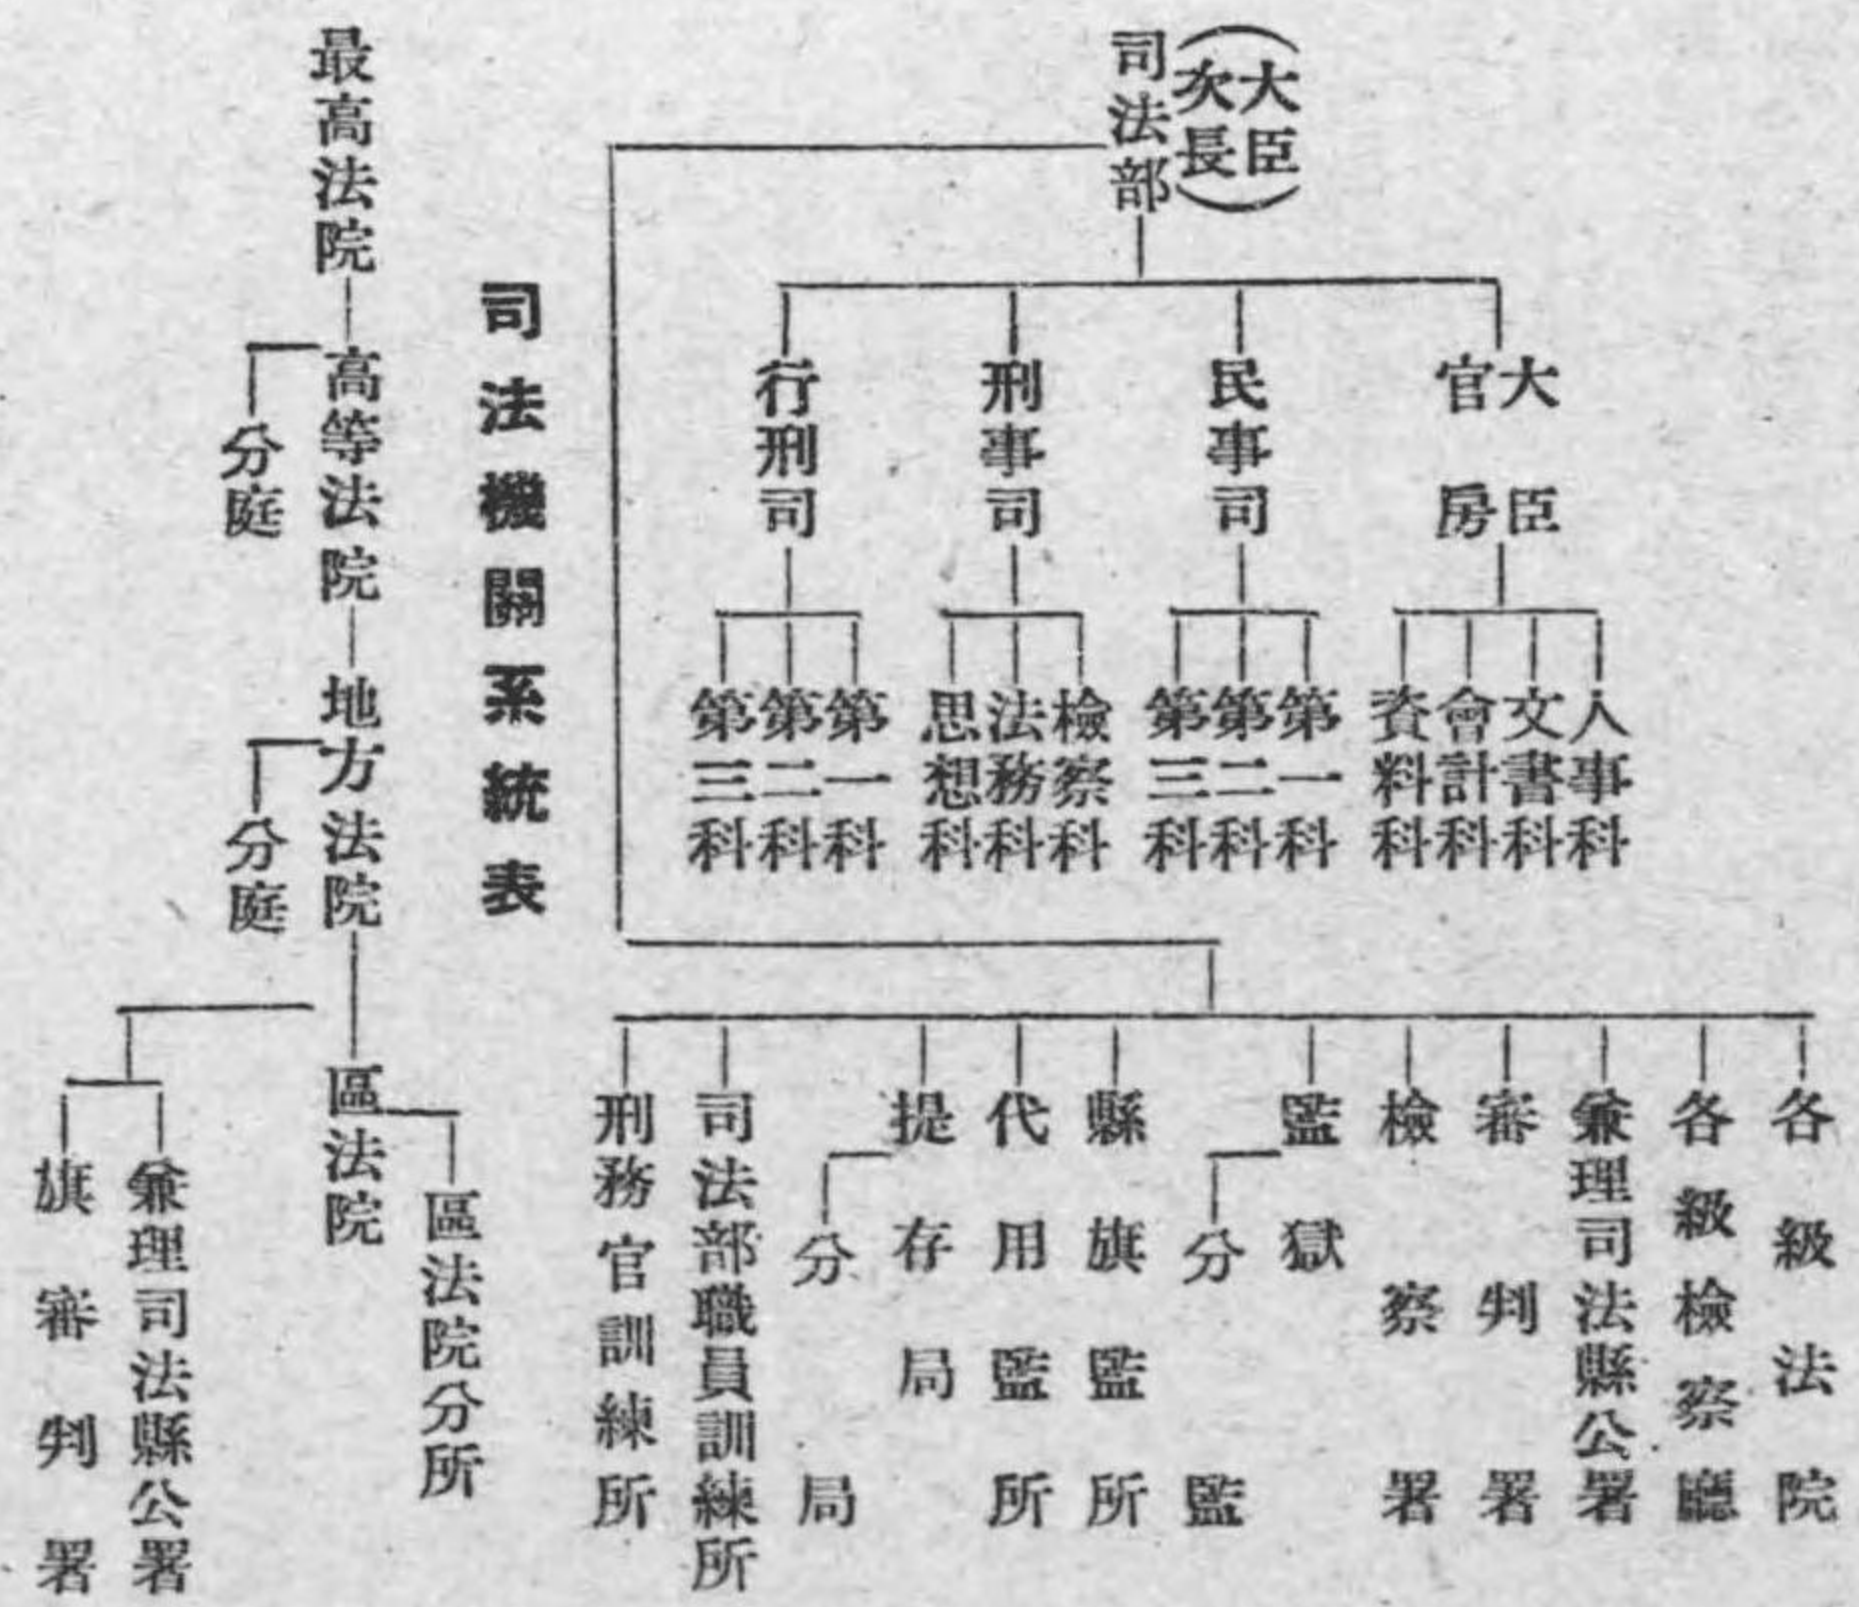 (大臣
次長)
司法部
大臣
官房
人事科
文書科
會計科
資料科
民事司
第一科
第二科
第三科
刑事司
檢察科
法務科
思想科
行刑司
第一科
第二科
第三科
各級法院
各級檢察廳
兼理司法縣公署
審判署
檢察署
監獄
分監
縣旗監所
代用監所
提存局
分局
司法部職員訓練所
刑務官訓練所
司法機關系統表
最高法院
高等法院
分庭
地方法院
分庭
區法院
區法院分所
兼理司法縣公署
旗審判署